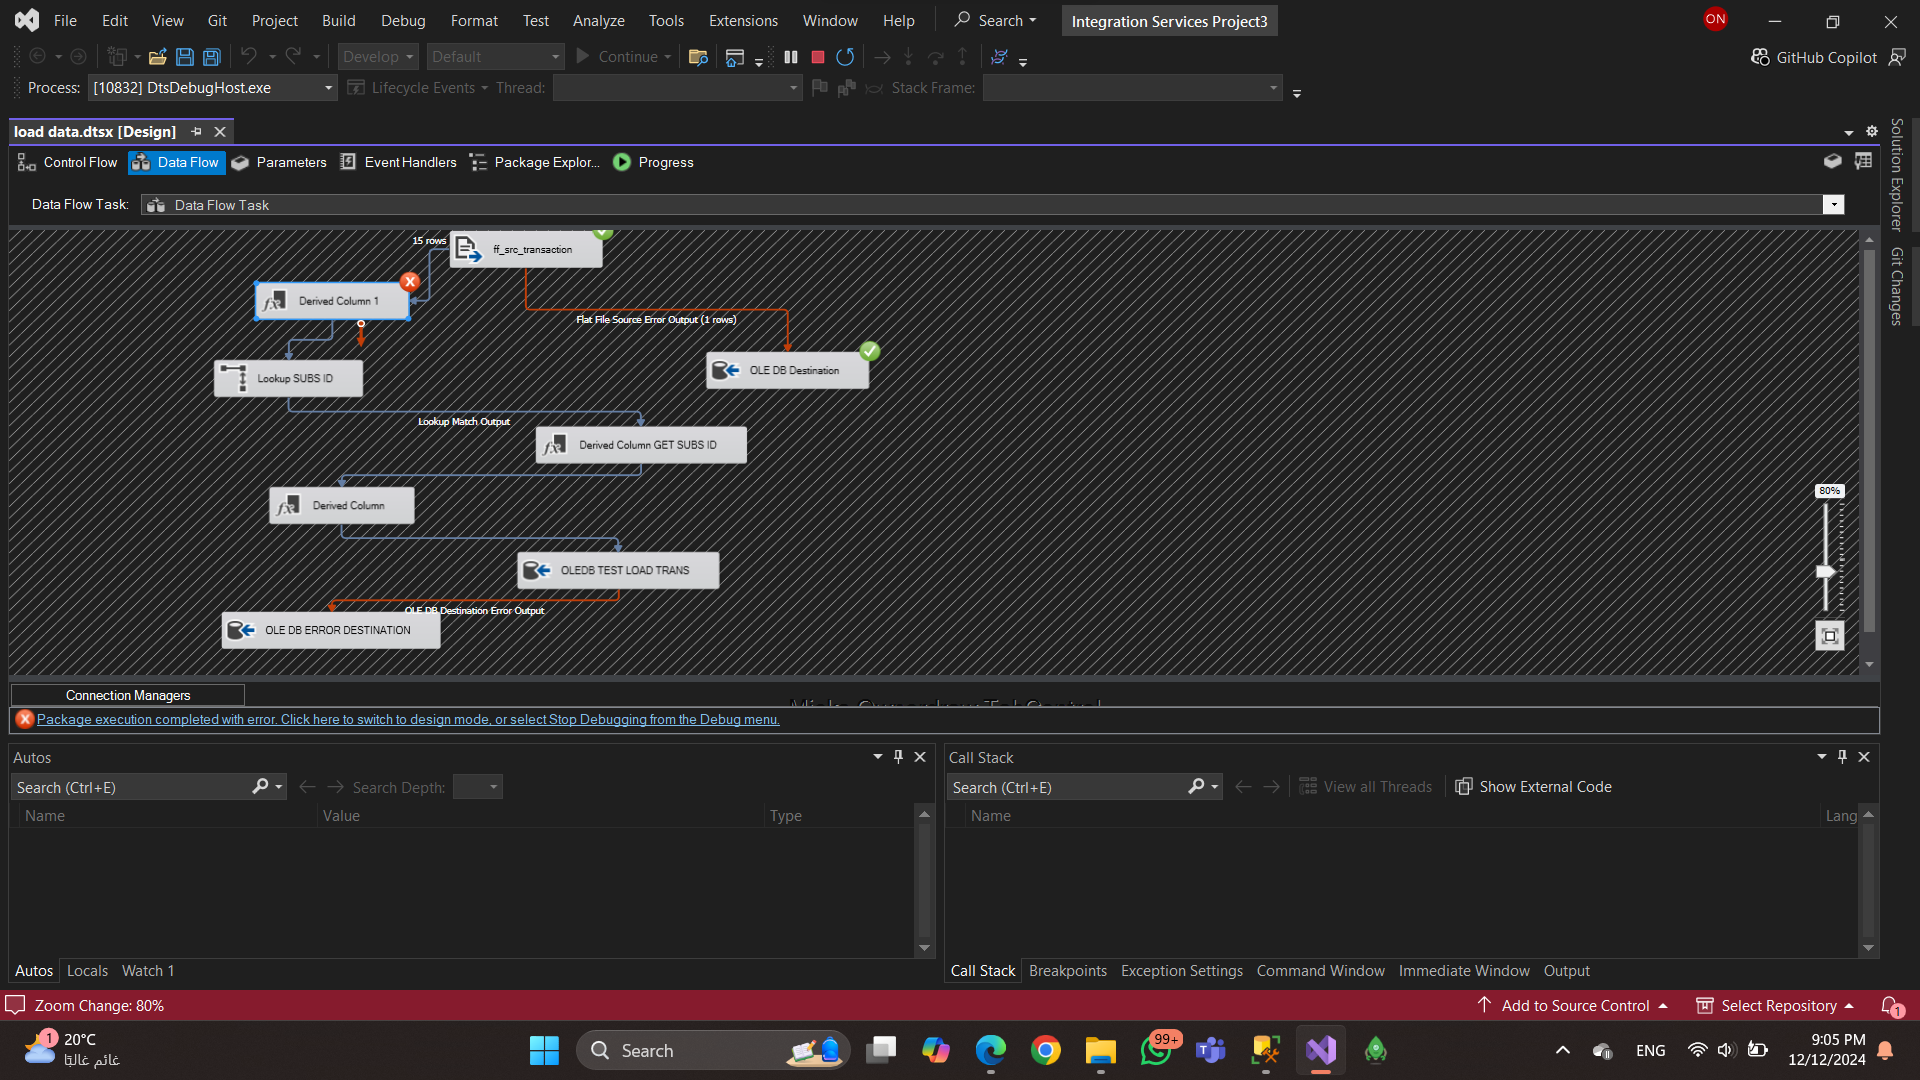 File Edit View Git Project Build Debug Format Test Analyze Tools Extensions Window Help Search Integration Services Project3 ON
Develop Default Continue GitHub Copilot
Process: [10832] DtsDebugHost.exe Lifecycle Events Thread: Stack Frame:
load data.dtsx [Design]
Control Flow Data Flow Parameters Event Handlers Package Explor... Progress
Data Flow Task: Data Flow Task
Solution Explorer
Git Changes
15 rows
ff_src_transaction
Derived Column 1
Flat File Source Error Output (1 rows)
OLE DB Destination
Lookup SUBS ID
Lookup Match Output
Derived Column GET SUBS ID
80%
Derived Column
OLEDB TEST LOAD TRANS
OLE DB Destination Error Output
OLE DB ERROR DESTINATION
Connection Managers
Package execution completed with error. Click here to switch to design mode, or select Stop Debugging from the Debug menu.
Autos
Search (Ctrl+E) Search Depth:
Name Value Type
Autos Locals Watch 1
Call Stack
Search (Ctrl+E) View all Threads Show External Code
Name Lang
Call Stack Breakpoints Exception Settings Command Window Immediate Window Output
Zoom Change: 80% Add to Source Control Select Repository 1
1 20°C
غائم غالبًا
Search
99+
ENG
9:05 PM
12/12/2024